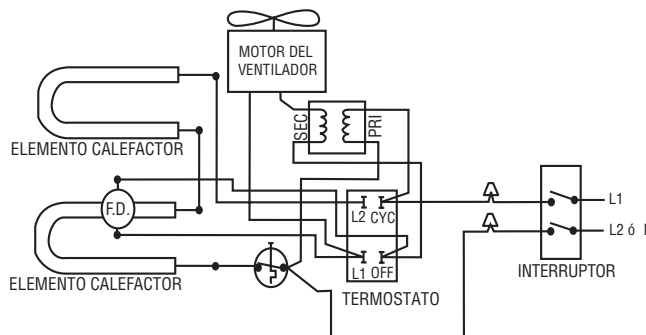 MOTOR DEL
VENTILADOR
SEC
PRI
ELEMENTO CALEFACTOR
F.D.
L2 CYC
L1
L2 ó
L1 OFF
INTERRUPTOR
ELEMENTO CALEFACTOR
TERMOSTATO